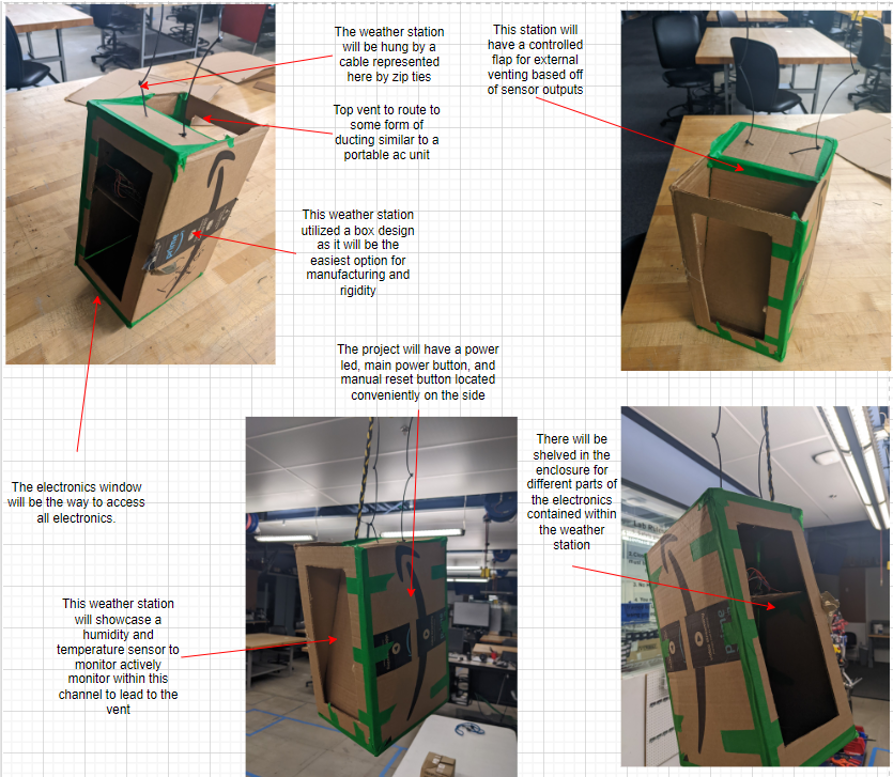 The weather station
will be hung by a
cable represented
here by zip ties
Top vent to route to
some form of
ducting similar to a
portable ac unit
This station will
have a controlled
flap for external
venting based off
of sensor outputs
This weather station
utilized a box design
as it will be the
easiest option for
manufacturing and
rigidity
prime
The project will have a power
led, main power button, and
manual reset button located
conveniently on the side
The electronics window
will be the way to access
all electronics.
There will be
shelved in the
enclosure for
different parts of
the electronics
contained within
the weather
station
This weather station
will showcase a
humidity and
temperature sensor to
monitor actively
monitor within this
channel to lead to the
vent
prime